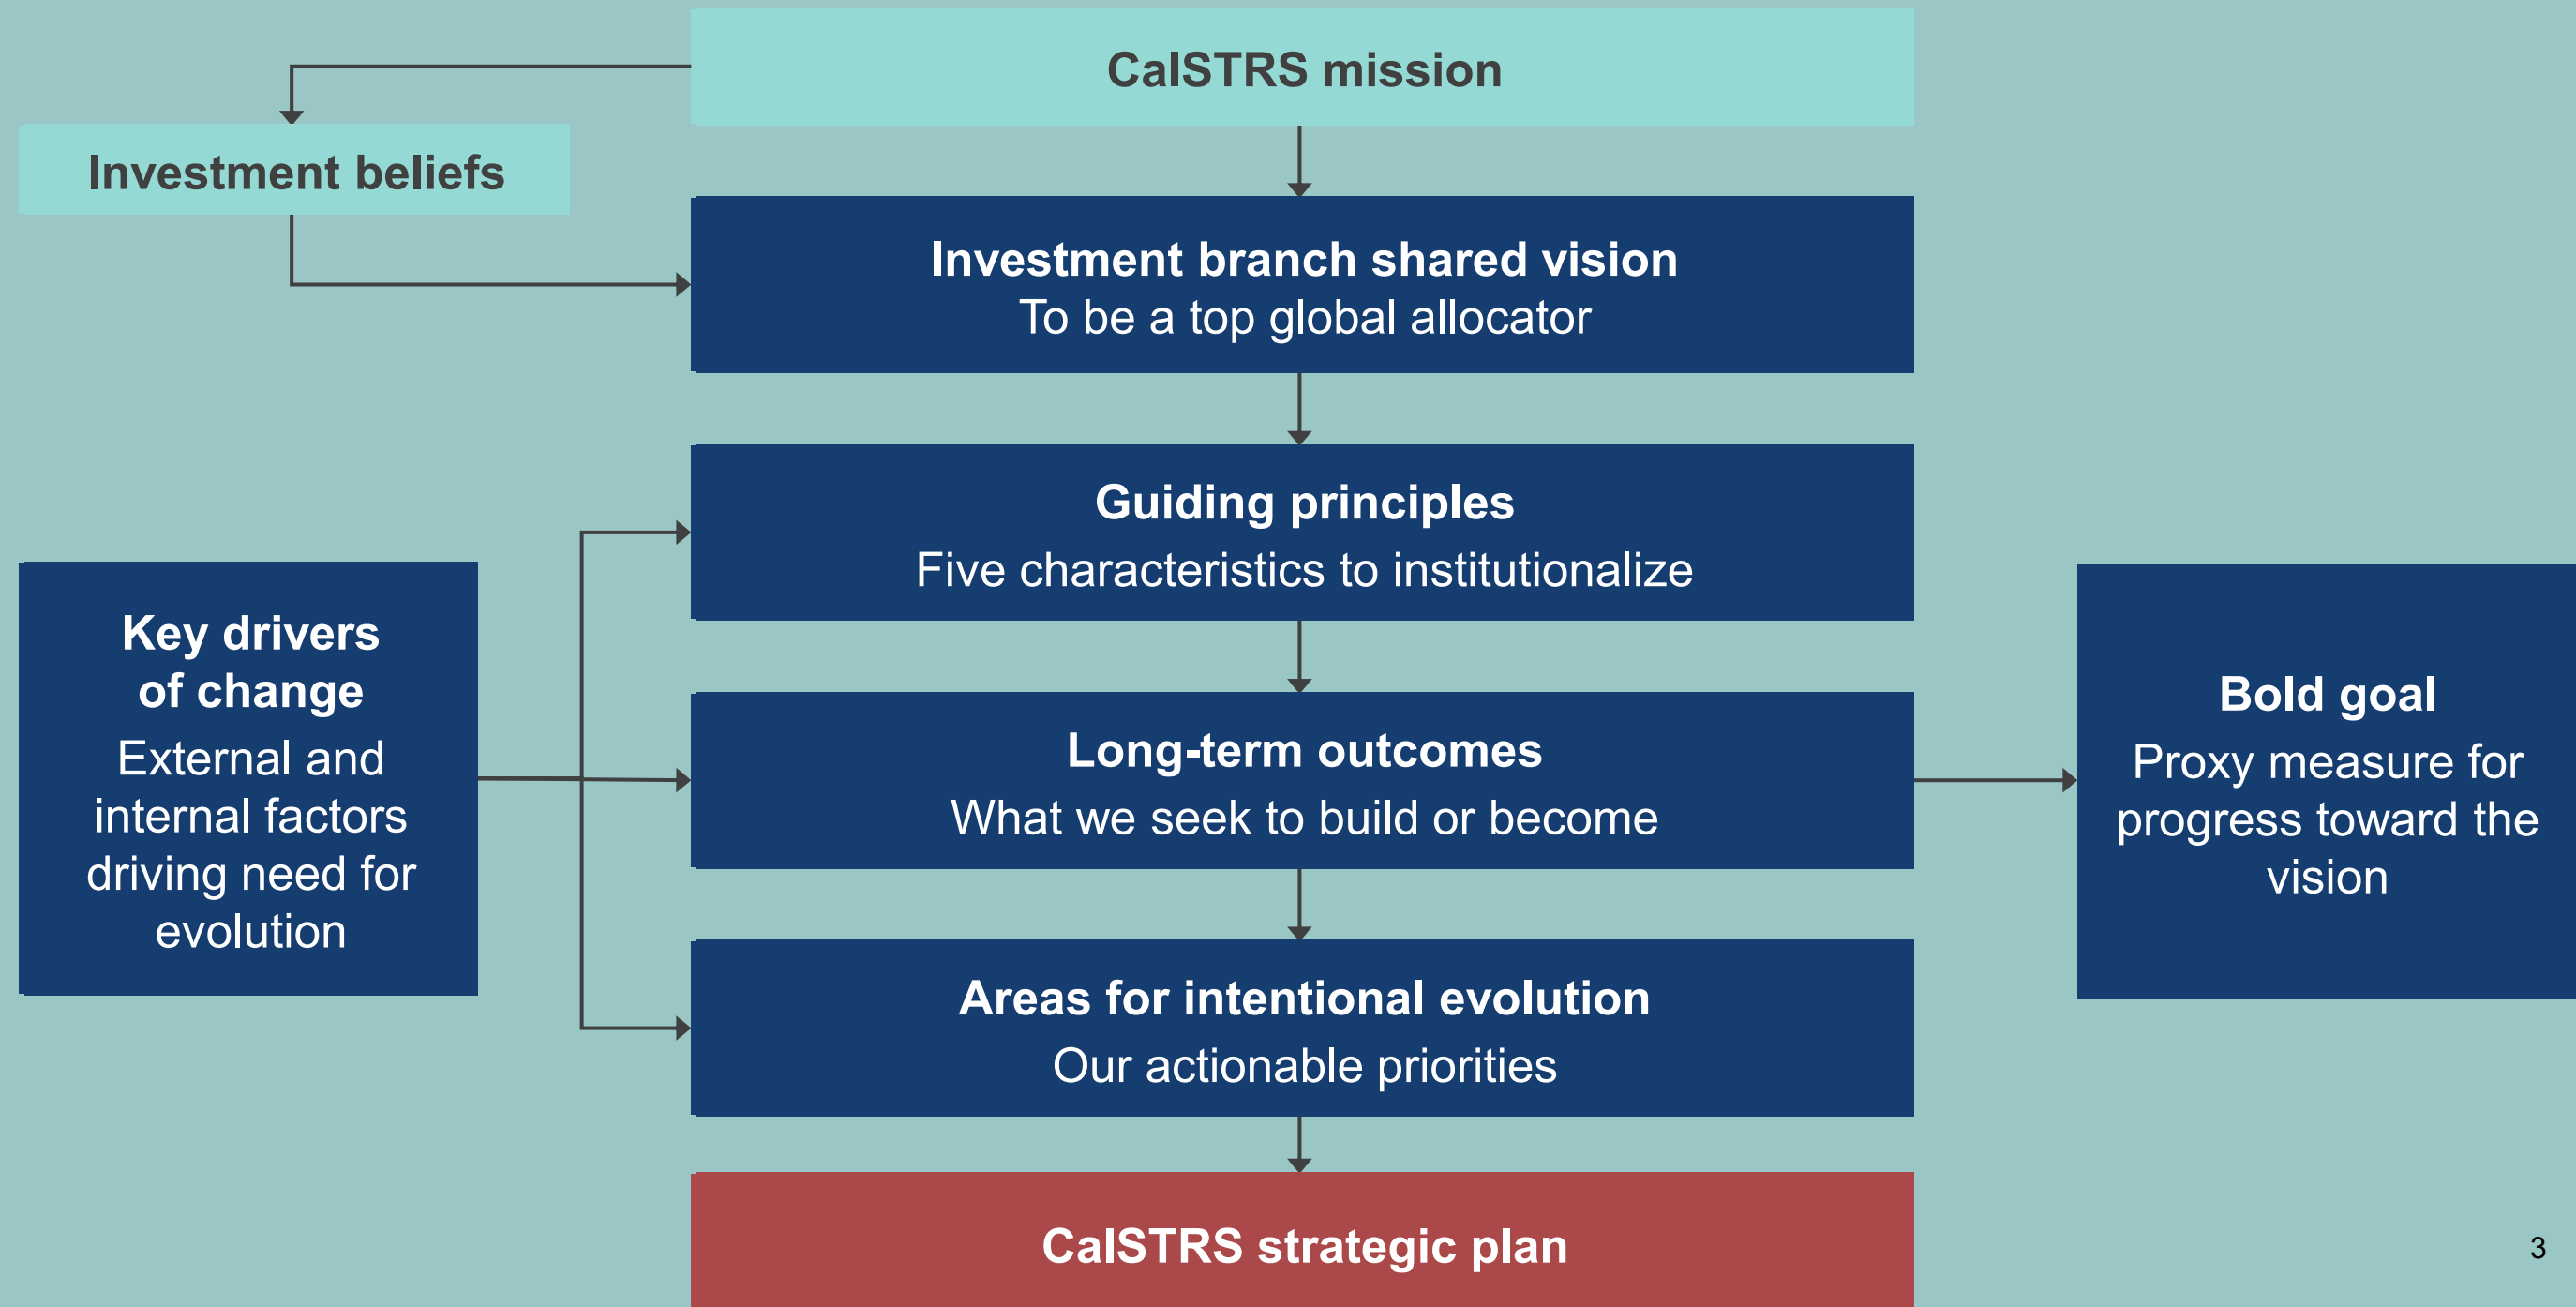 CalSTRS mission
Investment beliefs
Investment branch shared vision
To be a top global allocator
Guiding principles
Five characteristics to institutionalize
Key drivers
of change
External and
internal factors
driving need for
evolution
Long-term outcomes
What we seek to build or become
Bold goal
Proxy measure for
progress toward the
vision
Areas for intentional evolution
Our actionable priorities
CalSTRS strategic plan
3